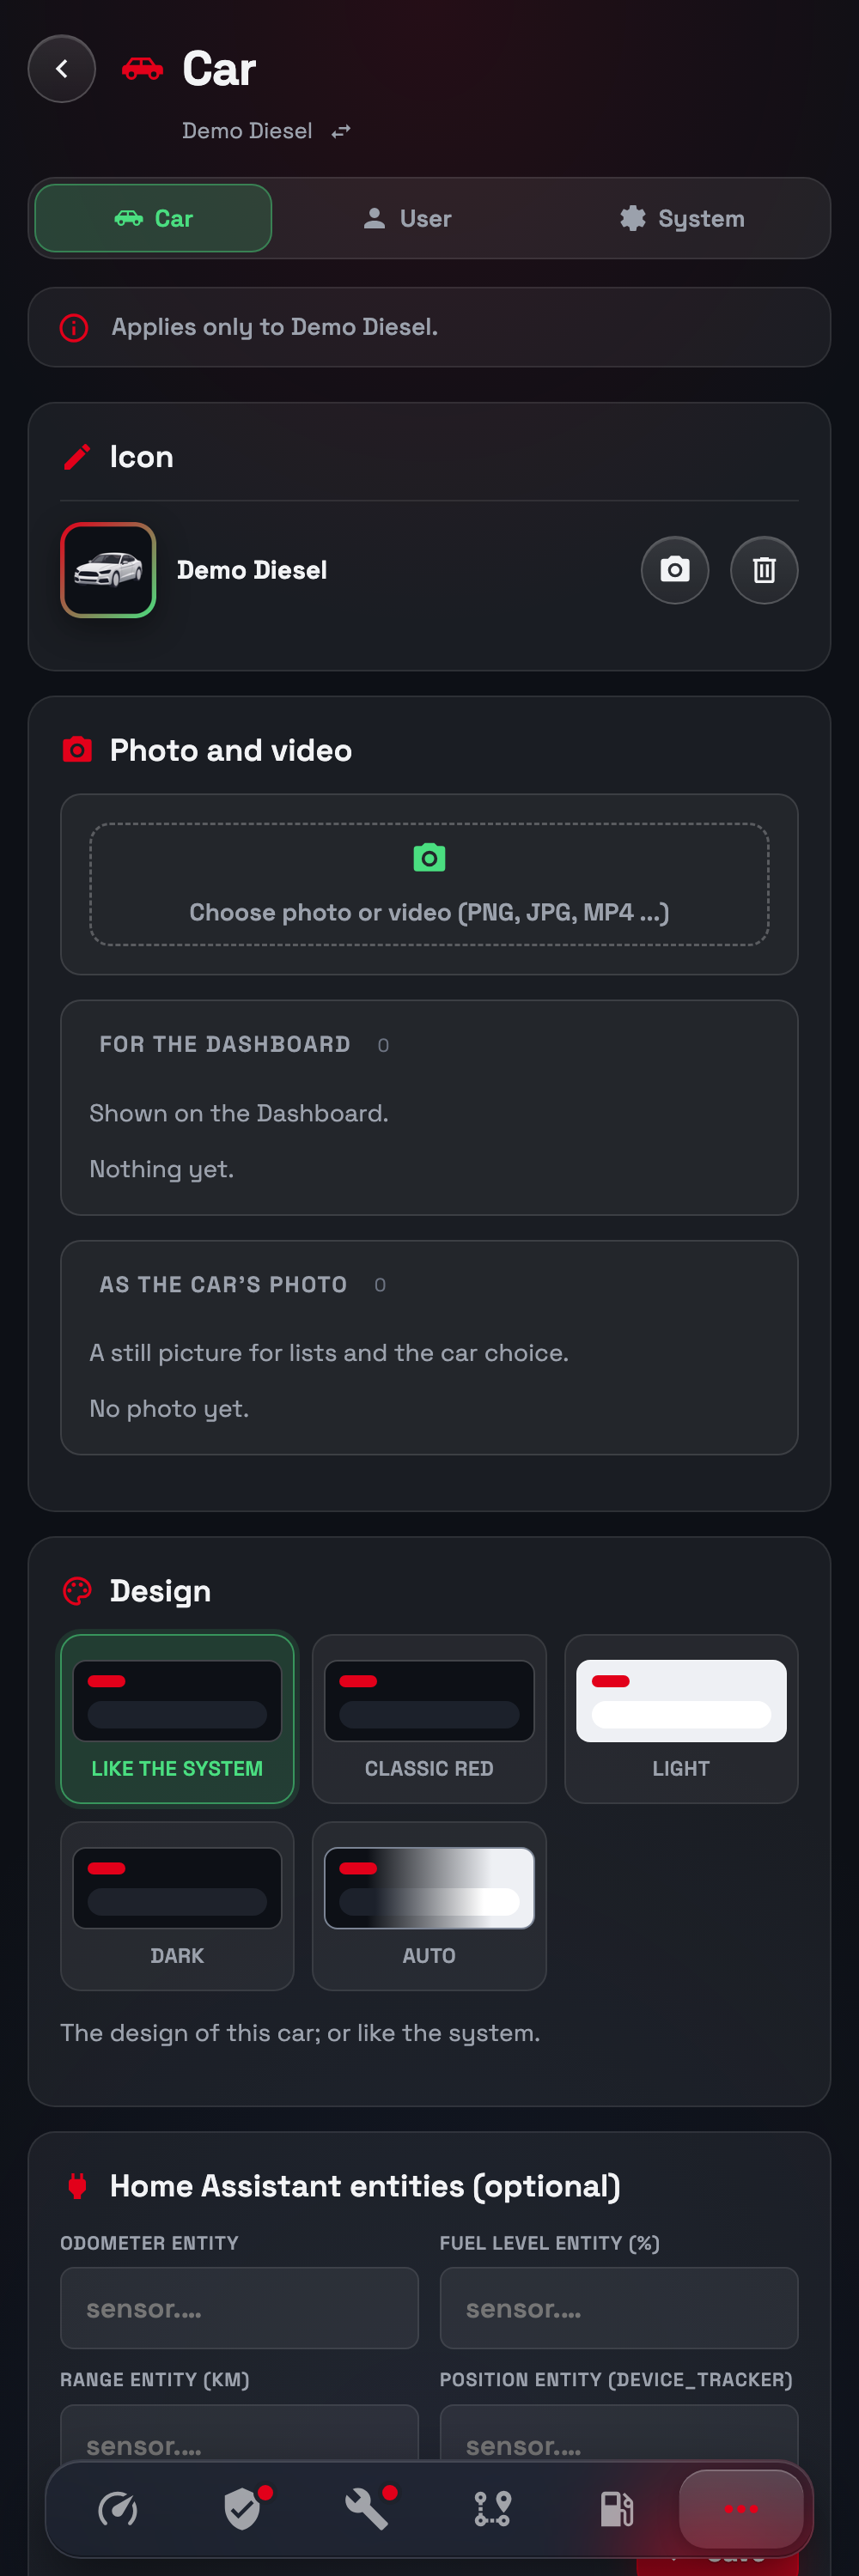 Car
Demo Diesel
Car
User
System
Applies only to Demo Diesel.
Icon
Demo Diesel
Photo and video
Choose photo or video (PNG, JPG, MP4 ...)
FOR THE DASHBOARD 0
Shown on the Dashboard.
Nothing yet.
AS THE CAR'S PHOTO 0
A still picture for lists and the car choice.
No photo yet.
Design
LIKE THE SYSTEM
CLASSIC RED
LIGHT
DARK
AUTO
The design of this car; or like the system.
Home Assistant entities (optional)
ODOMETER ENTITY
FUEL LEVEL ENTITY (%)
sensor....
sensor....
RANGE ENTITY (KM)
POSITION ENTITY (DEVICE_TRACKER)
sensor....
sensor....